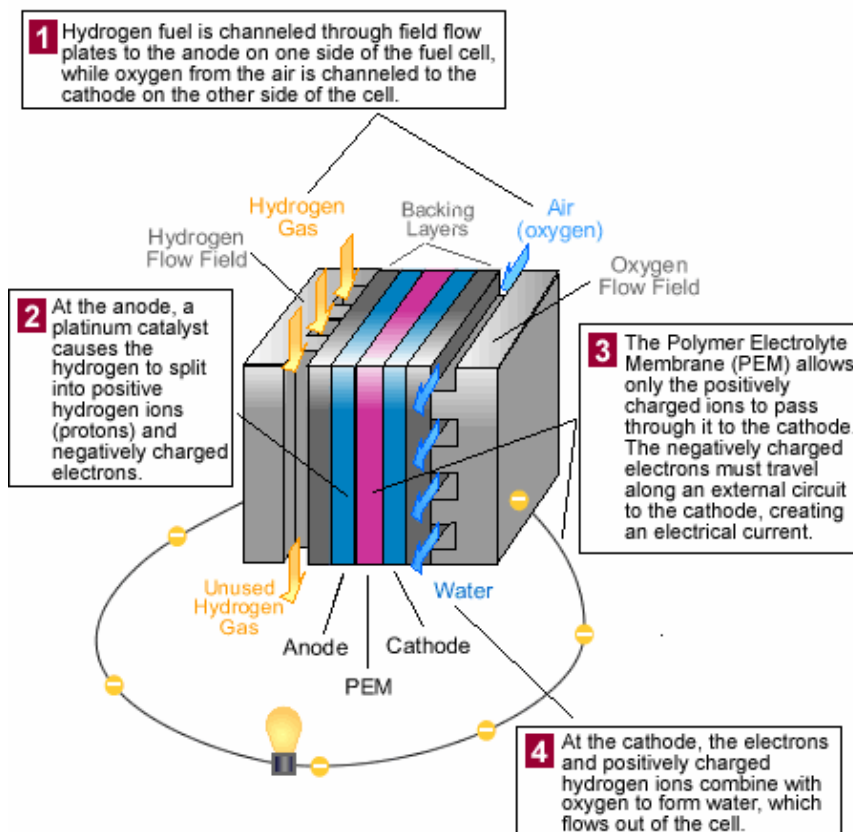 1 Hydrogen fuel is channeled through field flow
plates to the anode on one side of the fuel cell,
while oxygen from the air is channeled to the
cathode on the other side of the cell.
Hydrogen
Gas
Backing
Layers
Air
(oxygen)
Hydrogen
Flow Field
Oxygen
Flow Field
2 At the anode, a
platinum catalyst
causes the
hydrogen to split
into positive
hydrogen ions
(protons) and
negatively charged
electrons.
3 The Polymer Electrolyte
Membrane (PEM) allows
only the positively
charged ions to pass
through it to the cathode.
The negatively charged
electrons must travel
along an external circuit
to the cathode, creating
an electrical current.
Unused
Hydrogen
Gas
Water
Anode
Cathode
PEM
4 At the cathode, the electrons
and positively charged
hydrogen ions combine with
oxygen to form water, which
flows out of the cell.